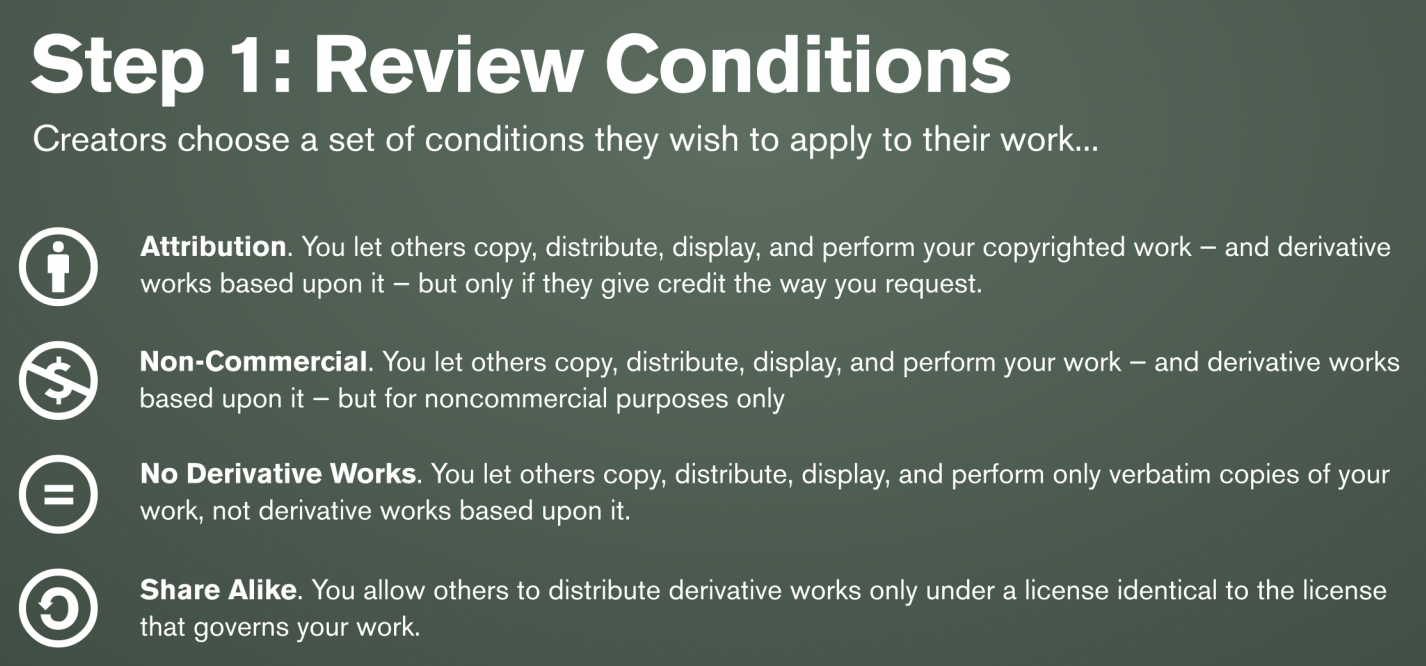 Step 1: Review Conditions
Creators choose a set of conditions they wish to apply to their work...
Attribution. You let others copy, distribute, display, and perform your copyrighted work – and derivative
works based upon it – but only if they give credit the way you request.
Non-Commercial. You let others copy, distribute, display, and perform your work – and derivative works
based upon it – but for noncommercial purposes only
No Derivative Works. You let others copy, distribute, display, and perform only verbatim copies of your
work, not derivative works based upon it.
Share Alike. You allow others to distribute derivative works only under a license identical to the license
that governs your work.